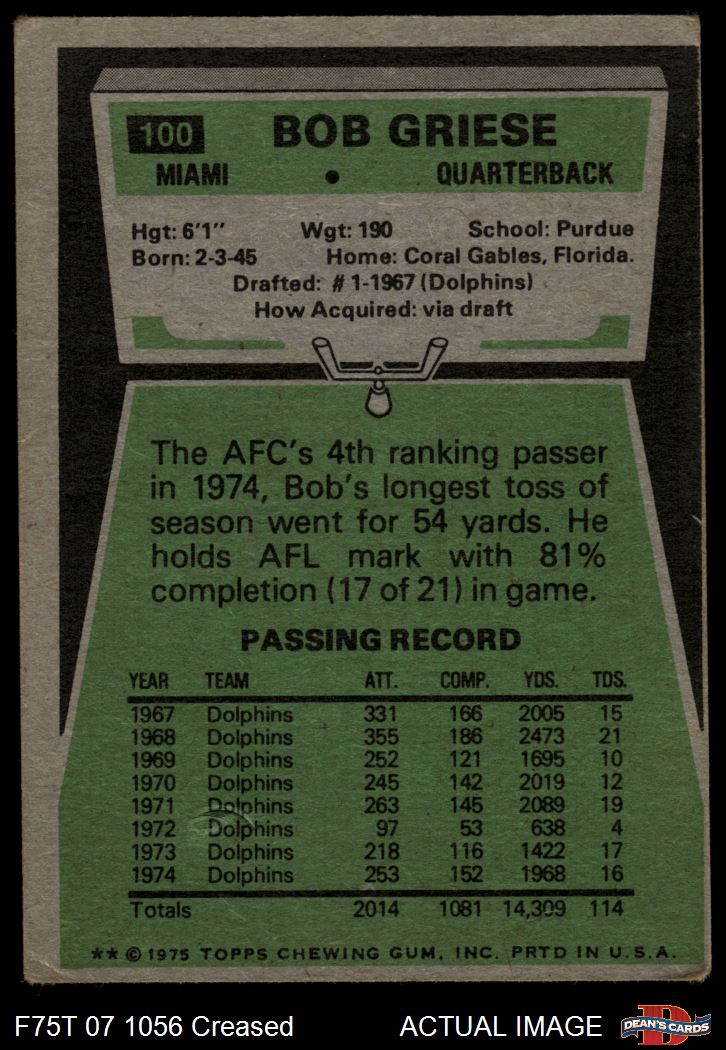 100 BOB GRIESE
MIAMI • QUARTERBACK
Hgt: 6'1" Wgt: 190 School: Purdue
Born: 2-3-45 Home: Coral Gables, Florida.
Drafted: # 1-1967 (Dolphins)
How Acquired: via draft
The AFC's 4th ranking passer
in 1974, Bob's longest toss of
season went for 54 yards. He
holds AFL mark with 81%
completion (17 of 21) in game.
PASSING RECORD
YEAR TEAM ATT. COMP. YDS. TDS.
1967 Dolphins 331 166 2005 15
1968 Dolphins 355 186 2473 21
1969 Dolphins 252 121 1695 10
1970 Dolphins 245 142 2019 12
1971 Dolphins 263 145 2089 19
1972 Dolphins 97 53 638 4
1973 Dolphins 218 116 1422 17
1974 Dolphins 253 152 1968 16
Totals 2014 1081 14,309 114
** © 1975 TOPPS CHEWING GUM, INC. PRTD IN U.S.A.
F75T 07 1056 Creased ACTUAL IMAGE
D
DEAN'S CARDS